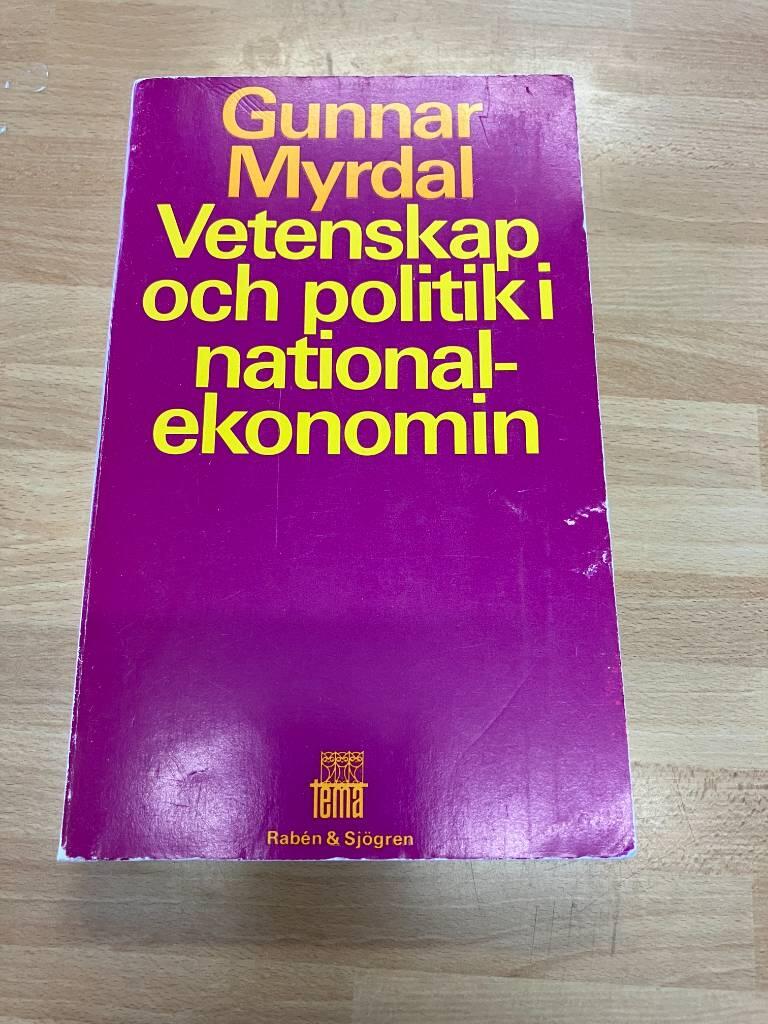 Gunnar
Myrdal
Vetenskap
och politik i
national-
ekonomin
tema
Rabén & Sjögren